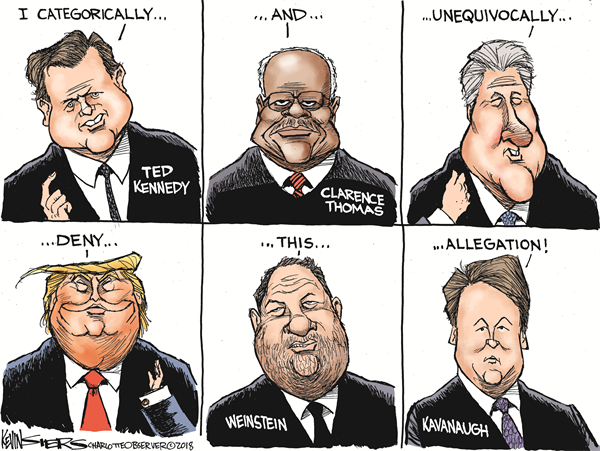 I CATEGORICALLY...
...AND...
...UNEQUIVOCALLY...
TED
KENNEDY
CLARENCE
THOMAS
...DENY...
...THIS...
...ALLEGATION!
WEINSTEIN
KAVANAUGH
KEVIN SIERS CHARLOTTE OBSERVER © 2018